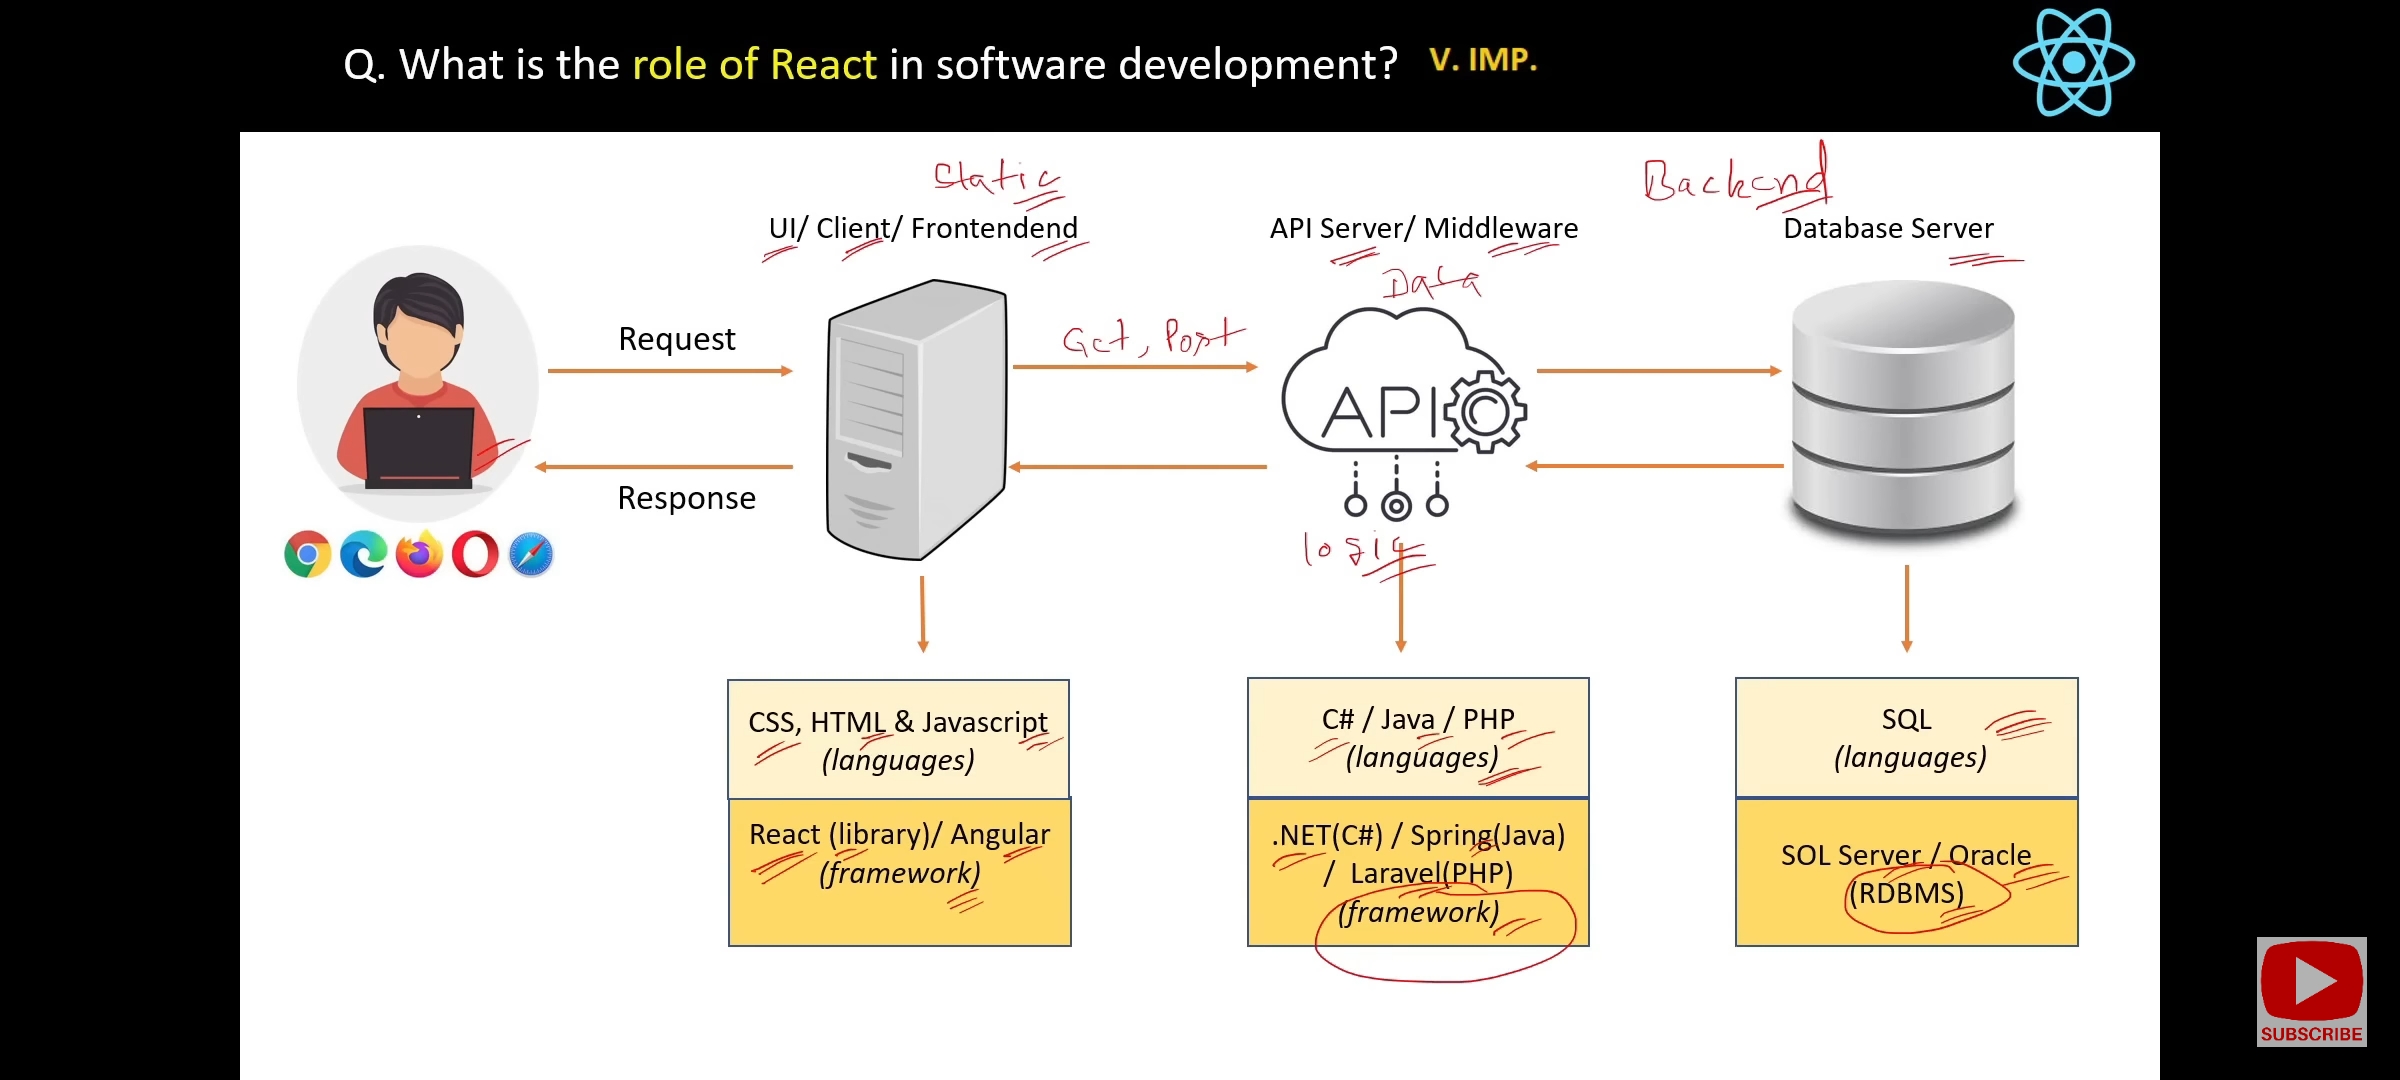 Q. What is the role of React in software development? V. IMP.
Static
Backend
UI/ Client/ Frontendend
API Server/ Middleware
Database Server
Data
Request
Get, Post
API
Response
logic
CSS, HTML & Javascript
(languages)
React (library)/ Angular
(framework)
C# / Java / PHP
(languages)
.NET(C#) / Spring(Java)
/ Laravel(PHP)
(framework)
SQL
(languages)
SOL Server / Oracle
(RDBMS)
SUBSCRIBE